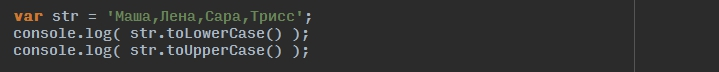 var str = 'Маша,Лена,Сара,Трисс';
console.log( str.toLowerCase() );
console.log( str.toUpperCase() );